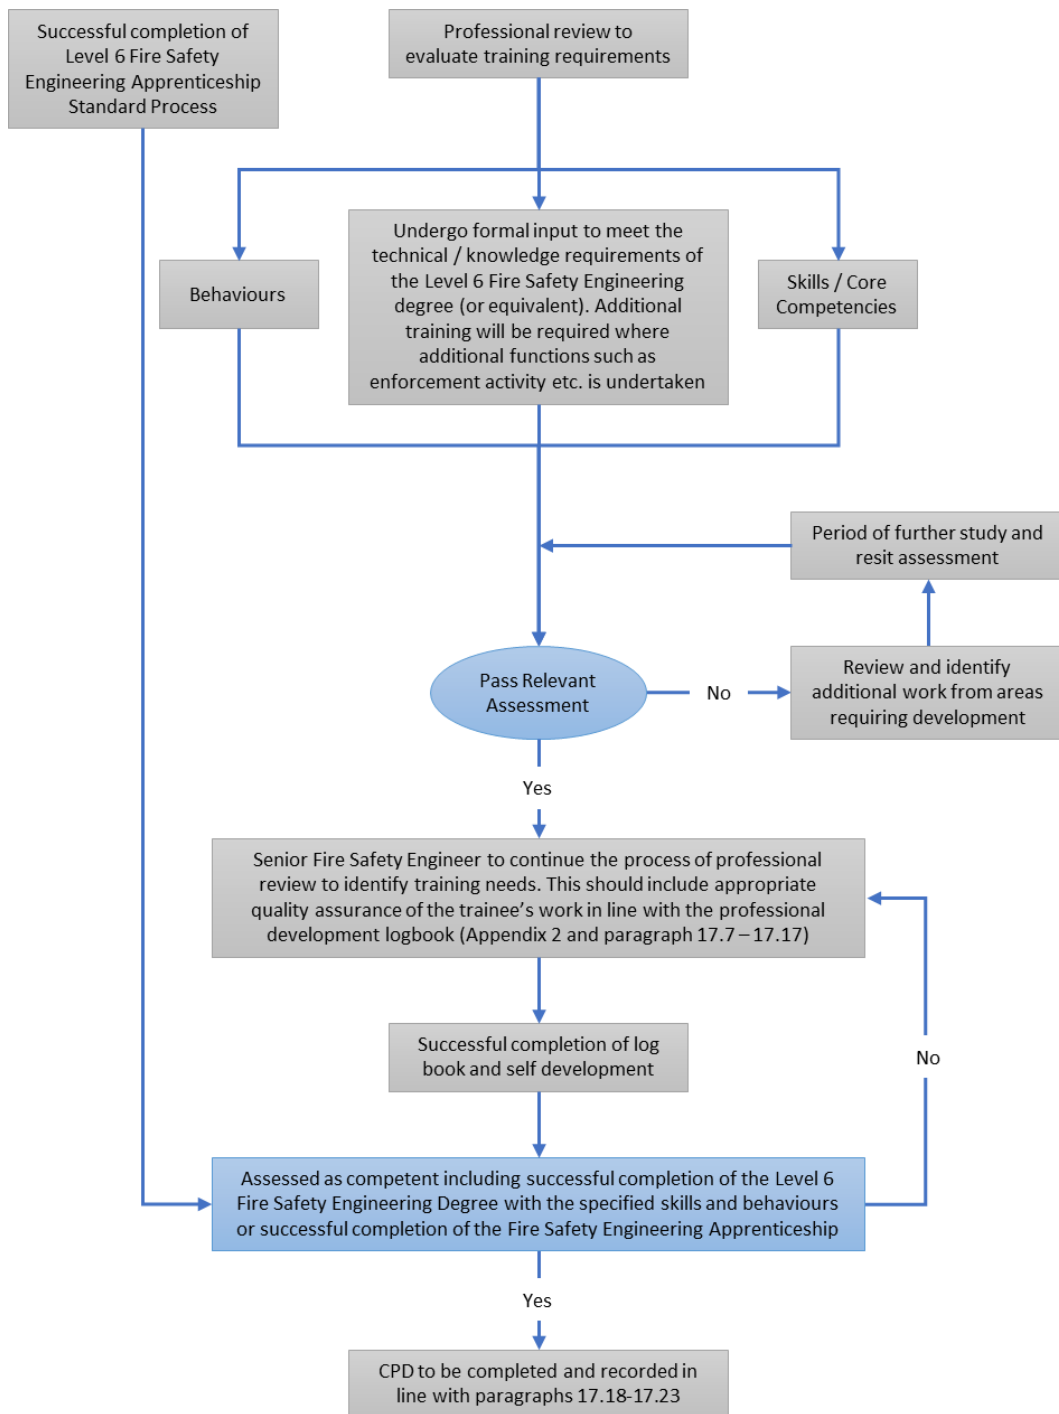 Successful completion of
Level 6 Fire Safety
Engineering Apprenticeship
Standard Process
Professional review to
evaluate training requirements
Behaviours
Undergo formal input to meet the
technical / knowledge requirements of
the Level 6 Fire Safety Engineering
degree (or equivalent). Additional
training will be required where
additional functions such as
enforcement activity etc. is undertaken
Skills / Core
Competencies
Period of further study and
resit assessment
Pass Relevant
Assessment
No
Review and identify
additional work from areas
requiring development
Yes
Senior Fire Safety Engineer to continue the process of professional
review to identify training needs. This should include appropriate
quality assurance of the trainee’s work in line with the professional
development logbook (Appendix 2 and paragraph 17.7 – 17.17)
Successful completion of log
book and self development
No
Assessed as competent including successful completion of the Level 6
Fire Safety Engineering Degree with the specified skills and behaviours
or successful completion of the Fire Safety Engineering Apprenticeship
Yes
CPD to be completed and recorded in
line with paragraphs 17.18-17.23